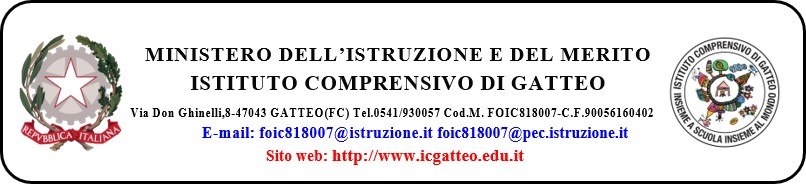 MINISTERO DELL'ISTRUZIONE E DEL MERITO
ISTITUTO COMPRENSIVO DI GATTEO
Via Don Ghinelli,8-47043 GATTEO(FC) Tel.0541/930057 Cod.M. FOIC818007-C.F.90056160402
E-mail: foic818007@istruzione.it foic818007@pec.istruzione.it
Sito web: http://www.icgatteo.edu.it
REPVBBLICA ITALIANA
ISTITUTO COMPRENSIVO DI GATTEO
INSIEME A SCUOLA INSIEME AL MONDO